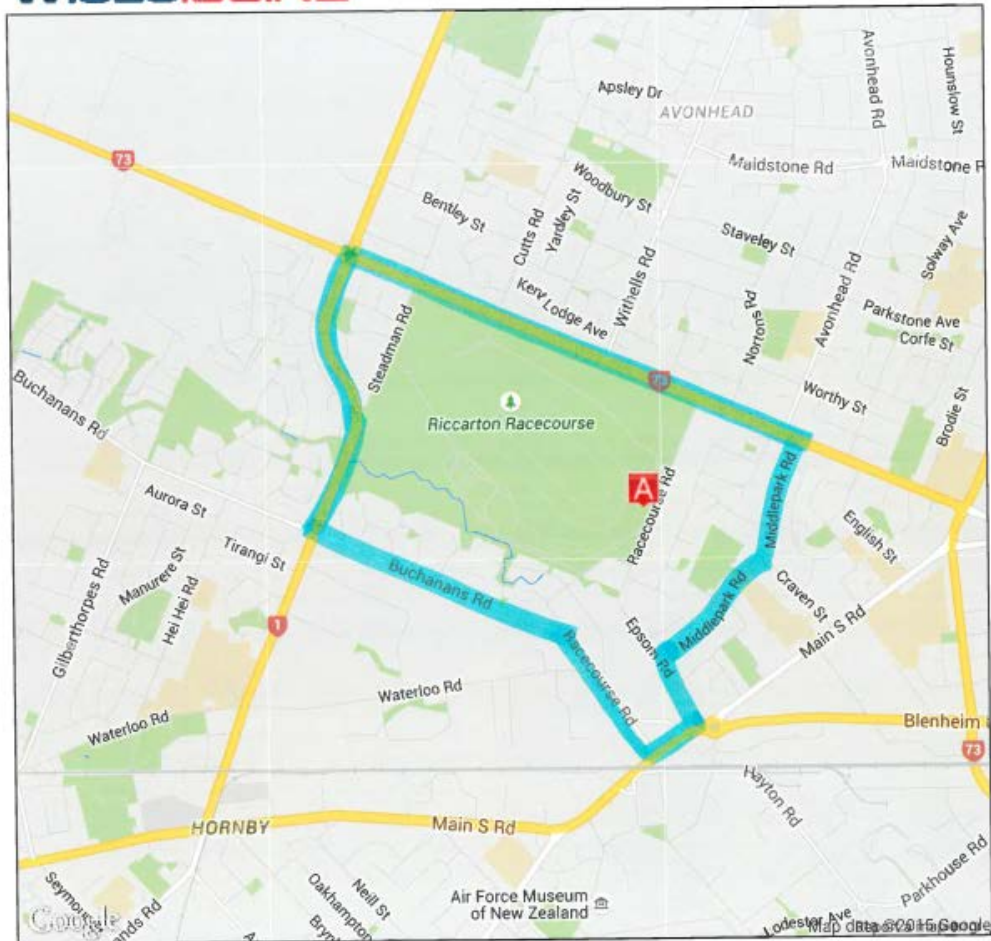 Apsley Dr
AVONHEAD
Avonhead Rd
Hounslow St
73
Maidstone Rd
Maidstone R
Woodbury St
Bentley St
Cutts Rd
Yardley St
Staveley St
Solway Ave
Withells Rd
Avonhead Rd
Steadman Rd
Lodge Ave
Nortons Rd
Parkstone Ave
Corfe St
Buchanans Rd
Worthy St
Brodie St
Riccarton Racecourse
A
Racecourse Rd
Middlepark Rd
English St
Aurora St
Tirangi St
Manurere St
Hei Hei Rd
Gilberthorpes Rd
Buchanans Rd
Middlepark Rd
Craven St
Main S Rd
1
Epsom Rd
Racecourse Rd
Waterloo Rd
Waterloo Rd
Blenheim
73
Hayton Rd
HORNBY
Main S Rd
Neill St
Oakhampton
Air Force Museum
of New Zealand
Parkhouse Rd
Lodestar Ave
Google
Map data ©2015 Google